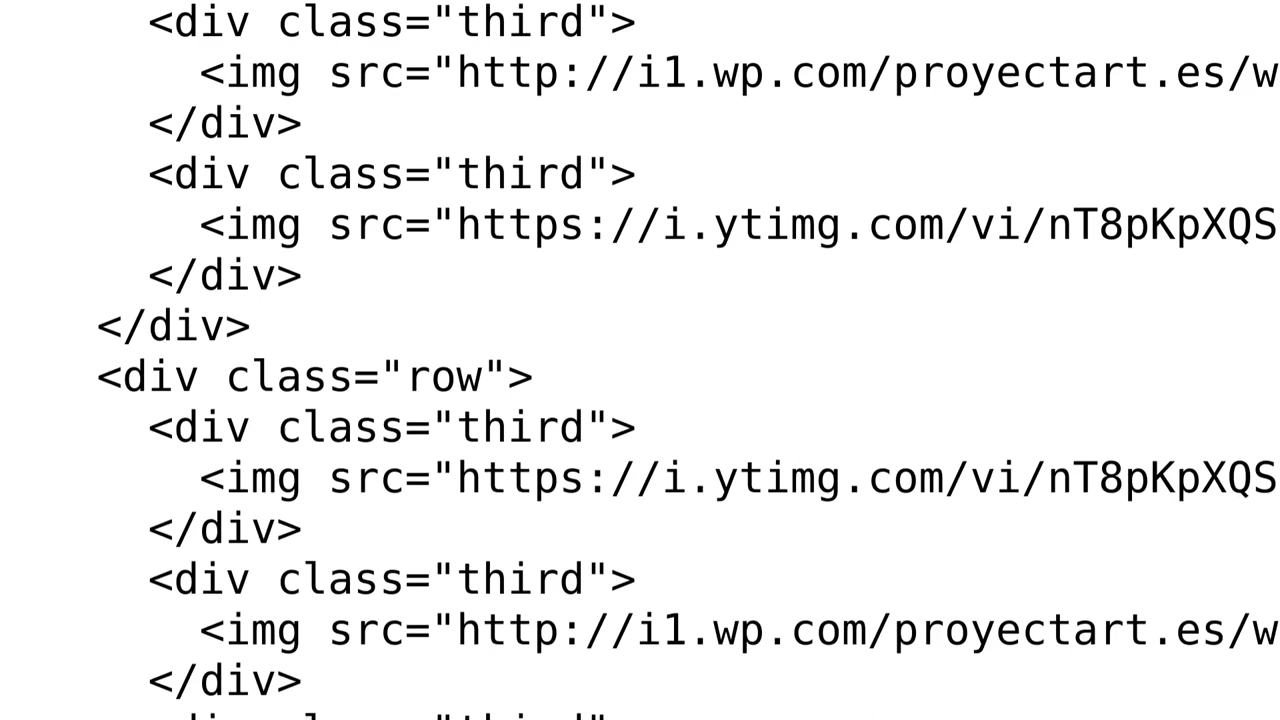 <div class="third">
<img src="http://i1.wp.com/proyectart.es/w
</div>
<div class="third">
<img src="https://i.ytimg.com/vi/nT8pKpXQS
</div>
</div>
<div class="row">
<div class="third">
<img src="https://i.ytimg.com/vi/nT8pKpXQS
</div>
<div class="third">
<img src="http://i1.wp.com/proyectart.es/w
</div>